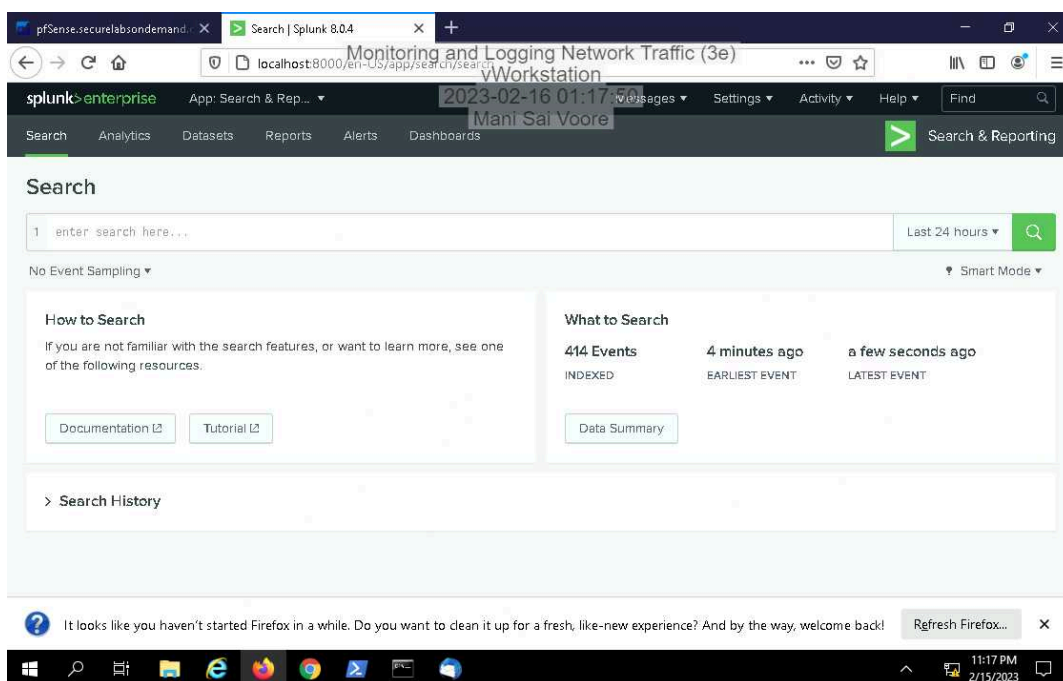 pfSense.securelabsondemand.c
Search | Splunk 8.0.4
localhost:8000/en-US/app/search/search
Monitoring and Logging Network Traffic (3e)
vWorkstation
2023-02-16 01:17:50
Mani Sai Voore
splunk>enterprise App: Search & Rep... Messages Settings Activity Help Find
Search Analytics Datasets Reports Alerts Dashboards Search & Reporting
Search
1 enter search here... Last 24 hours
No Event Sampling Smart Mode
How to Search
If you are not familiar with the search features, or want to learn more, see one
of the following resources.
Documentation Tutorial
What to Search
414 Events 4 minutes ago a few seconds ago
INDEXED EARLIEST EVENT LATEST EVENT
Data Summary
> Search History
It looks like you haven't started Firefox in a while. Do you want to clean it up for a fresh, like-new experience? And by the way, welcome back! Refresh Firefox...
11:17 PM
2/15/2023